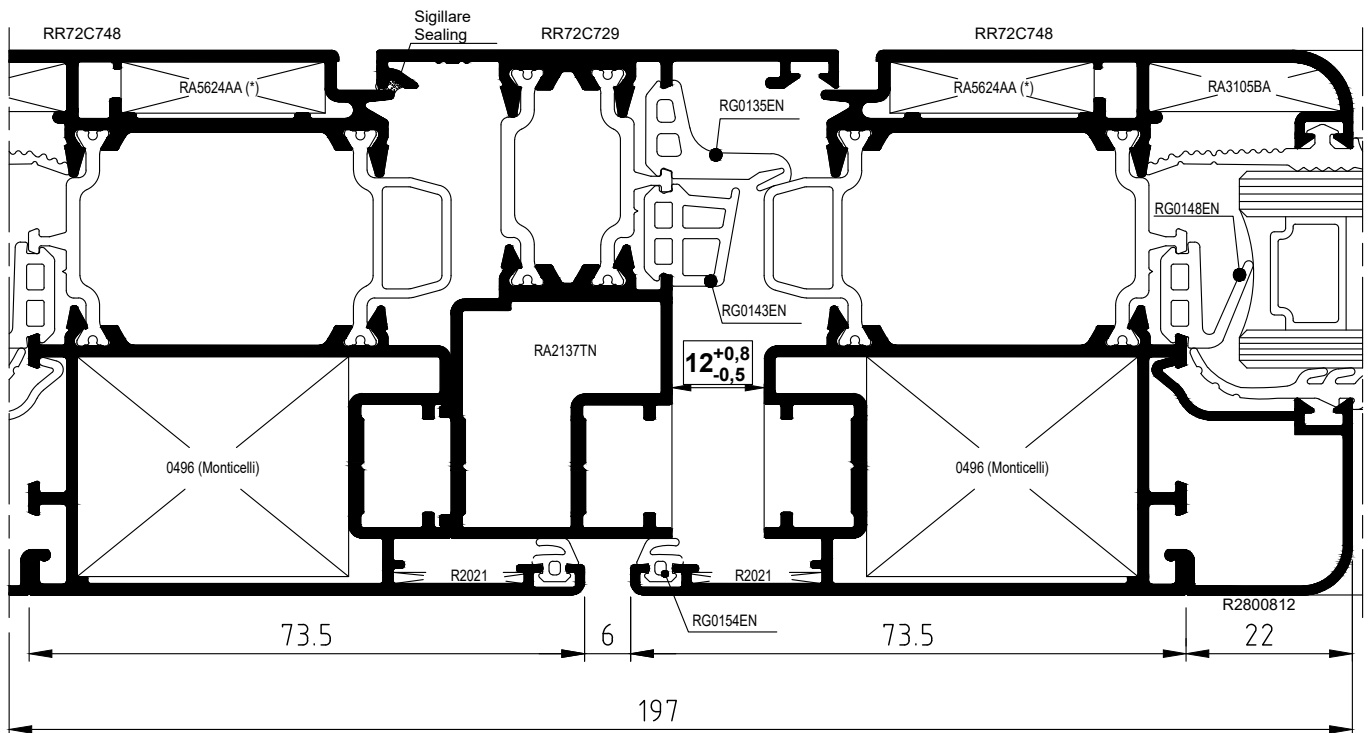 Sigillare
Sealing
RR72C748
RR72C729
RR72C748
RA5624AA (*)
RA5624AA (*)
RA3105BA
RG0135EN
RG0148EN
RG0143EN
RA2137TN
12 +0,8 -0,5
0496 (Monticelli)
0496 (Monticelli)
R2021
R2021
R2800812
RG0154EN
73.5
6
73.5
22
197